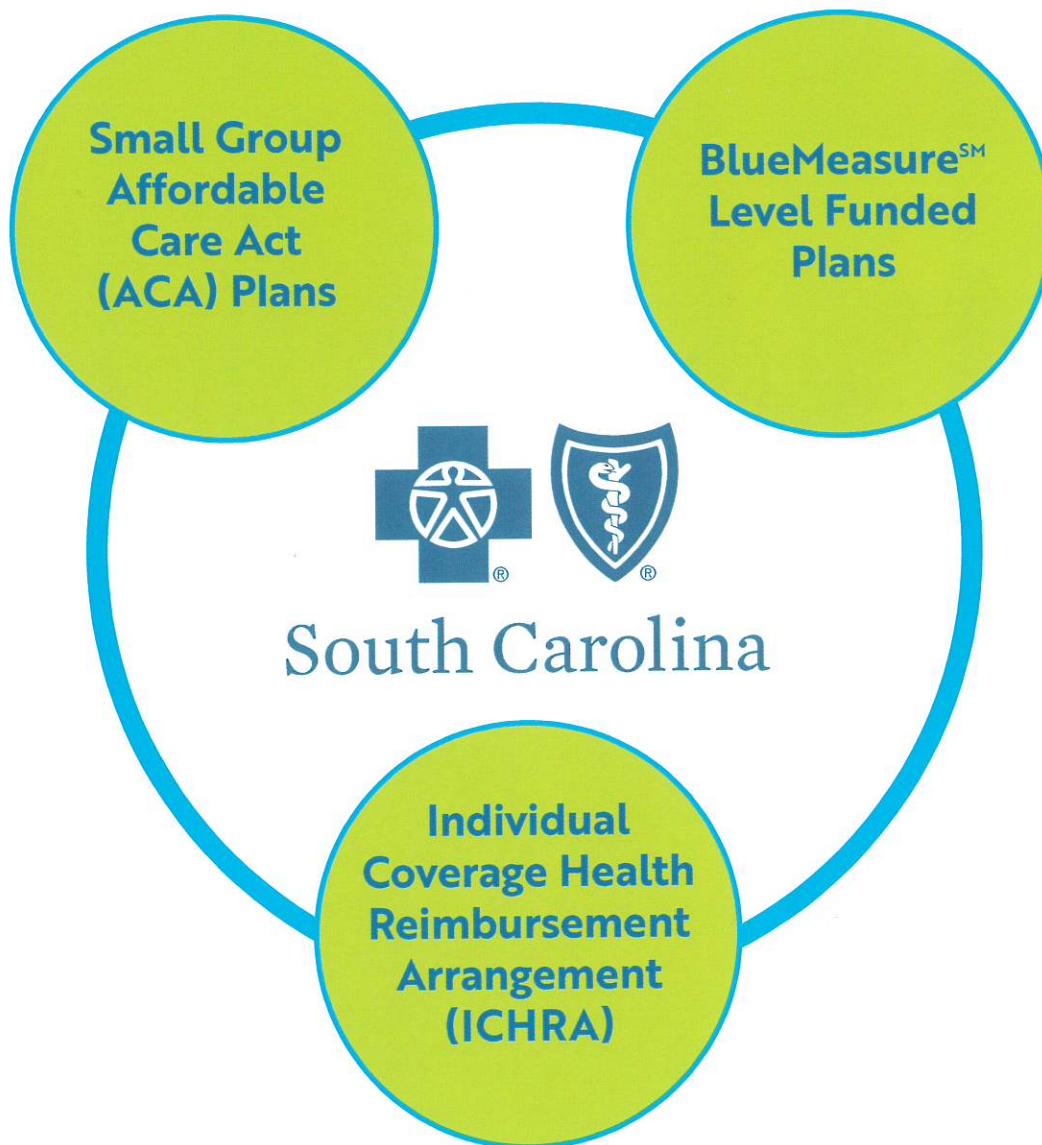 Small Group
Affordable
Care Act
(ACA) Plans
BlueMeasure℠
Level Funded
Plans
®
®
South Carolina
Individual
Coverage Health
Reimbursement
Arrangement
(ICHRA)